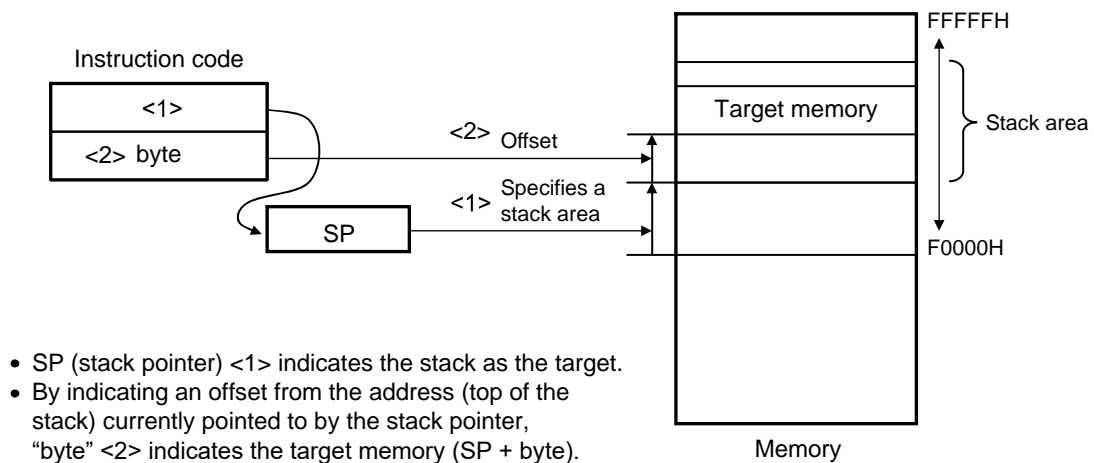 FFFFFH
Instruction code
<1>
<2> byte
Target memory
Stack area
<2> Offset
<1> Specifies a
stack area
SP
F0000H
• SP (stack pointer) <1> indicates the stack as the target.
• By indicating an offset from the address (top of the
stack) currently pointed to by the stack pointer,
“byte” <2> indicates the target memory (SP + byte).
Memory